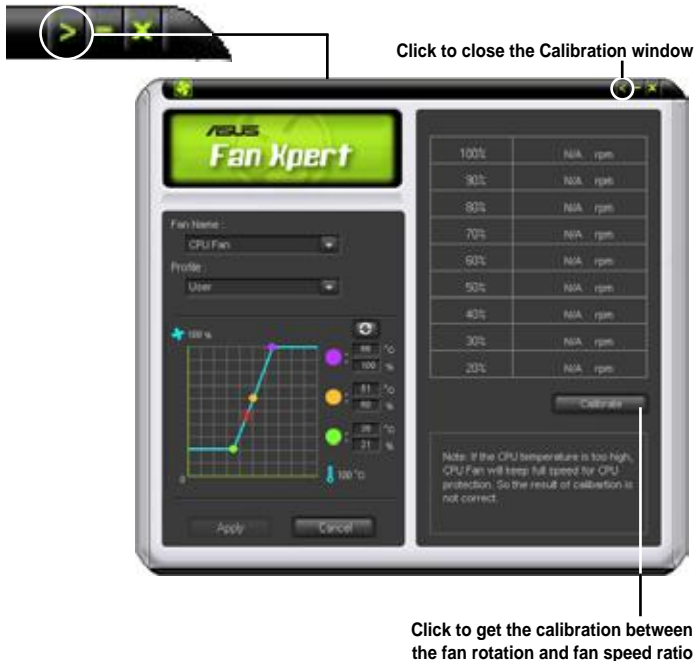 > – x
Click to close the Calibration window
< – x
ASUS
Fan Xpert
Fan Name :
CPU Fan
Profile :
User
100 %
0
100 °C
°C
100 %
°C
%
°C
%
Apply
Cancel
100% N/A rpm
90% N/A rpm
80% N/A rpm
70% N/A rpm
60% N/A rpm
50% N/A rpm
40% N/A rpm
30% N/A rpm
20% N/A rpm
Calibrate
Note: If the CPU temperature is too high,
CPU Fan will keep full speed for CPU
protection. So the result of calibartion is
not correct.
Click to get the calibration between
the fan rotation and fan speed ratio